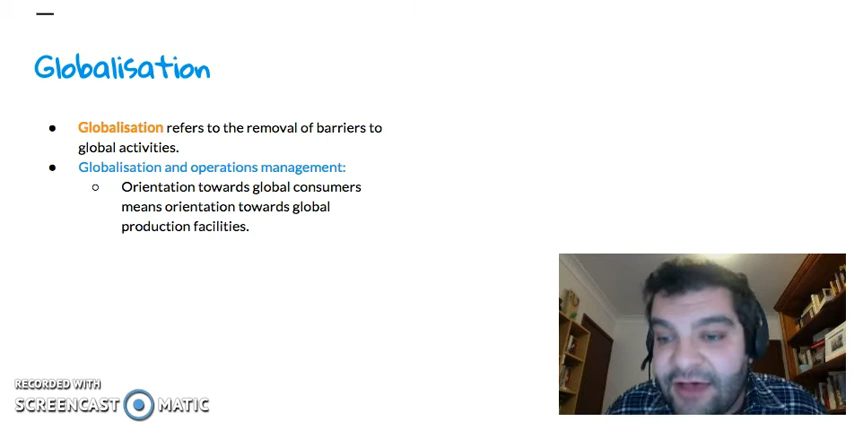 Globalisation
● Globalisation refers to the removal of barriers to
global activities.
● Globalisation and operations management:
○ Orientation towards global consumers
means orientation towards global
production facilities.
RECORDED WITH
SCREENCAST MATIC